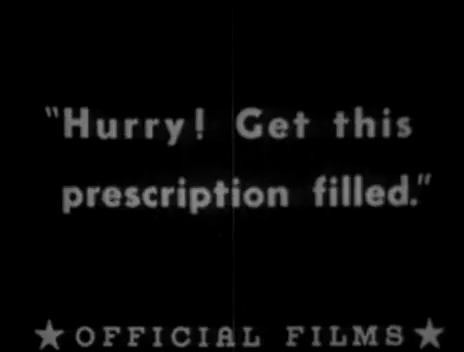 "Hurry! Get this
prescription filled."
★ OFFICIAL FILMS ★